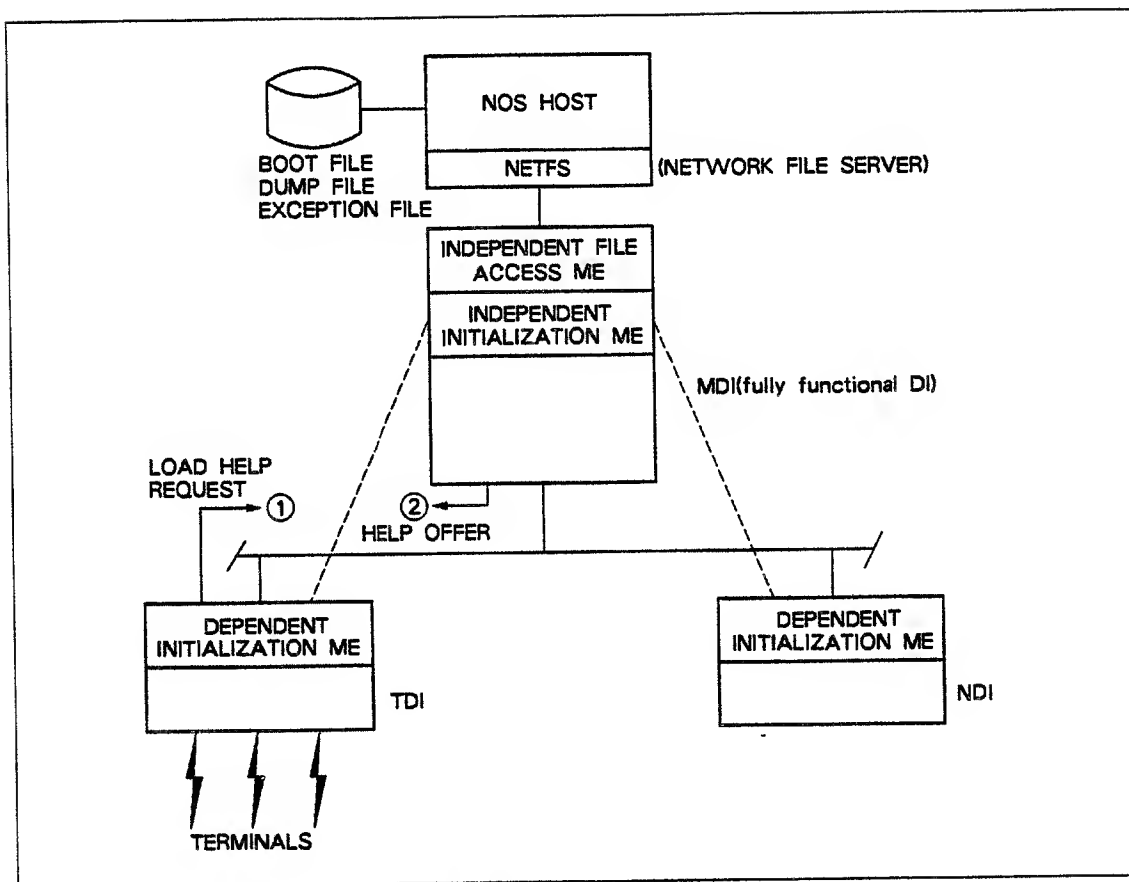 NOS HOST
NETFS
(NETWORK FILE SERVER)
BOOT FILE
DUMP FILE
EXCEPTION FILE
INDEPENDENT FILE
ACCESS ME
INDEPENDENT
INITIALIZATION ME
MDI(fully functional DI)
LOAD HELP
REQUEST
1
2
HELP OFFER
DEPENDENT
INITIALIZATION ME
TDI
DEPENDENT
INITIALIZATION ME
NDI
TERMINALS